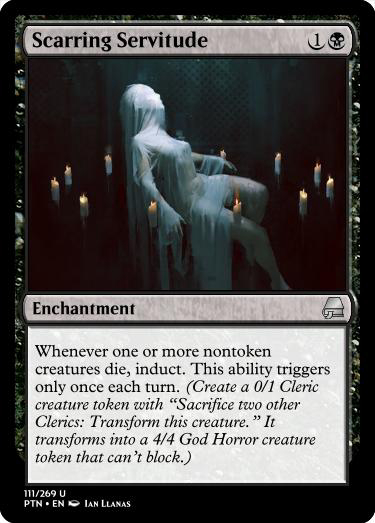 Scarring Servitude 1
Enchantment
Whenever one or more nontoken
creatures die, induct. This ability triggers
only once each turn. (Create a 0/1 Cleric
creature token with “Sacrifice two other
Clerics: Transform this creature.” It
transforms into a 4/4 God Horror creature
token that can’t block.)
111/269 U
PTN • EN Ian Llanas